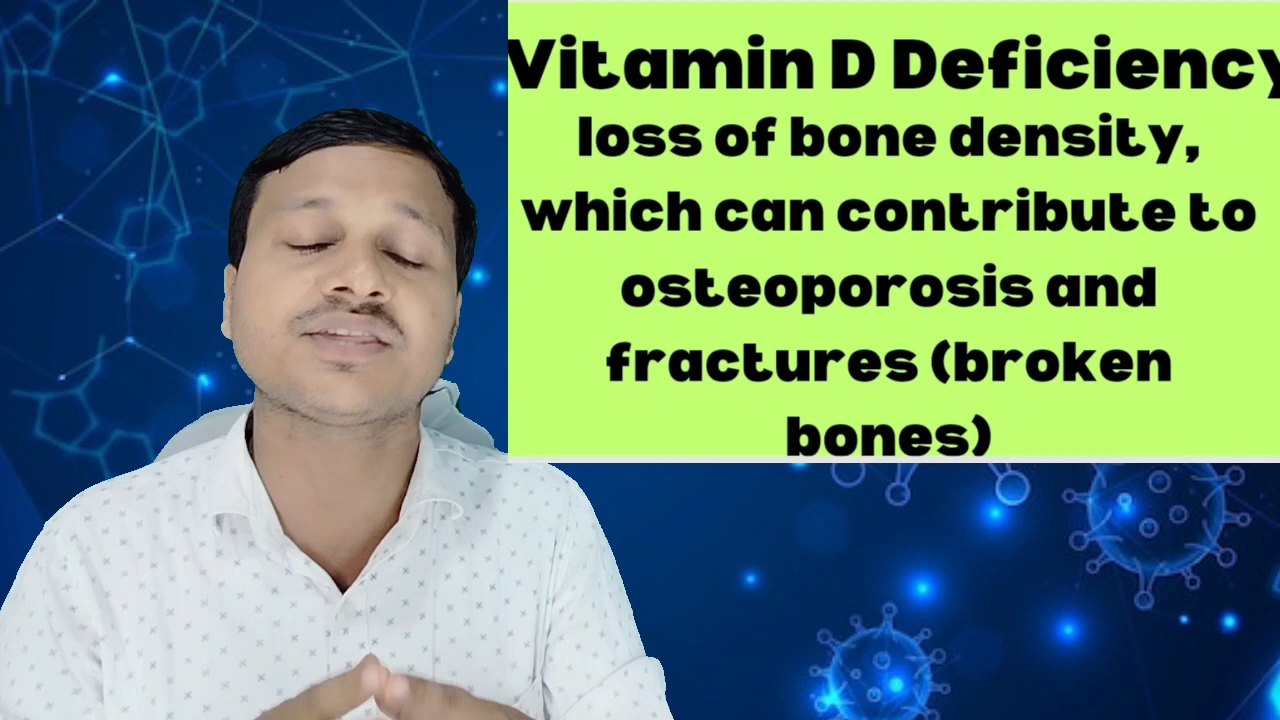 Vitamin D Deficiency
loss of bone density,
which can contribute to
osteoporosis and
fractures (broken
bones)